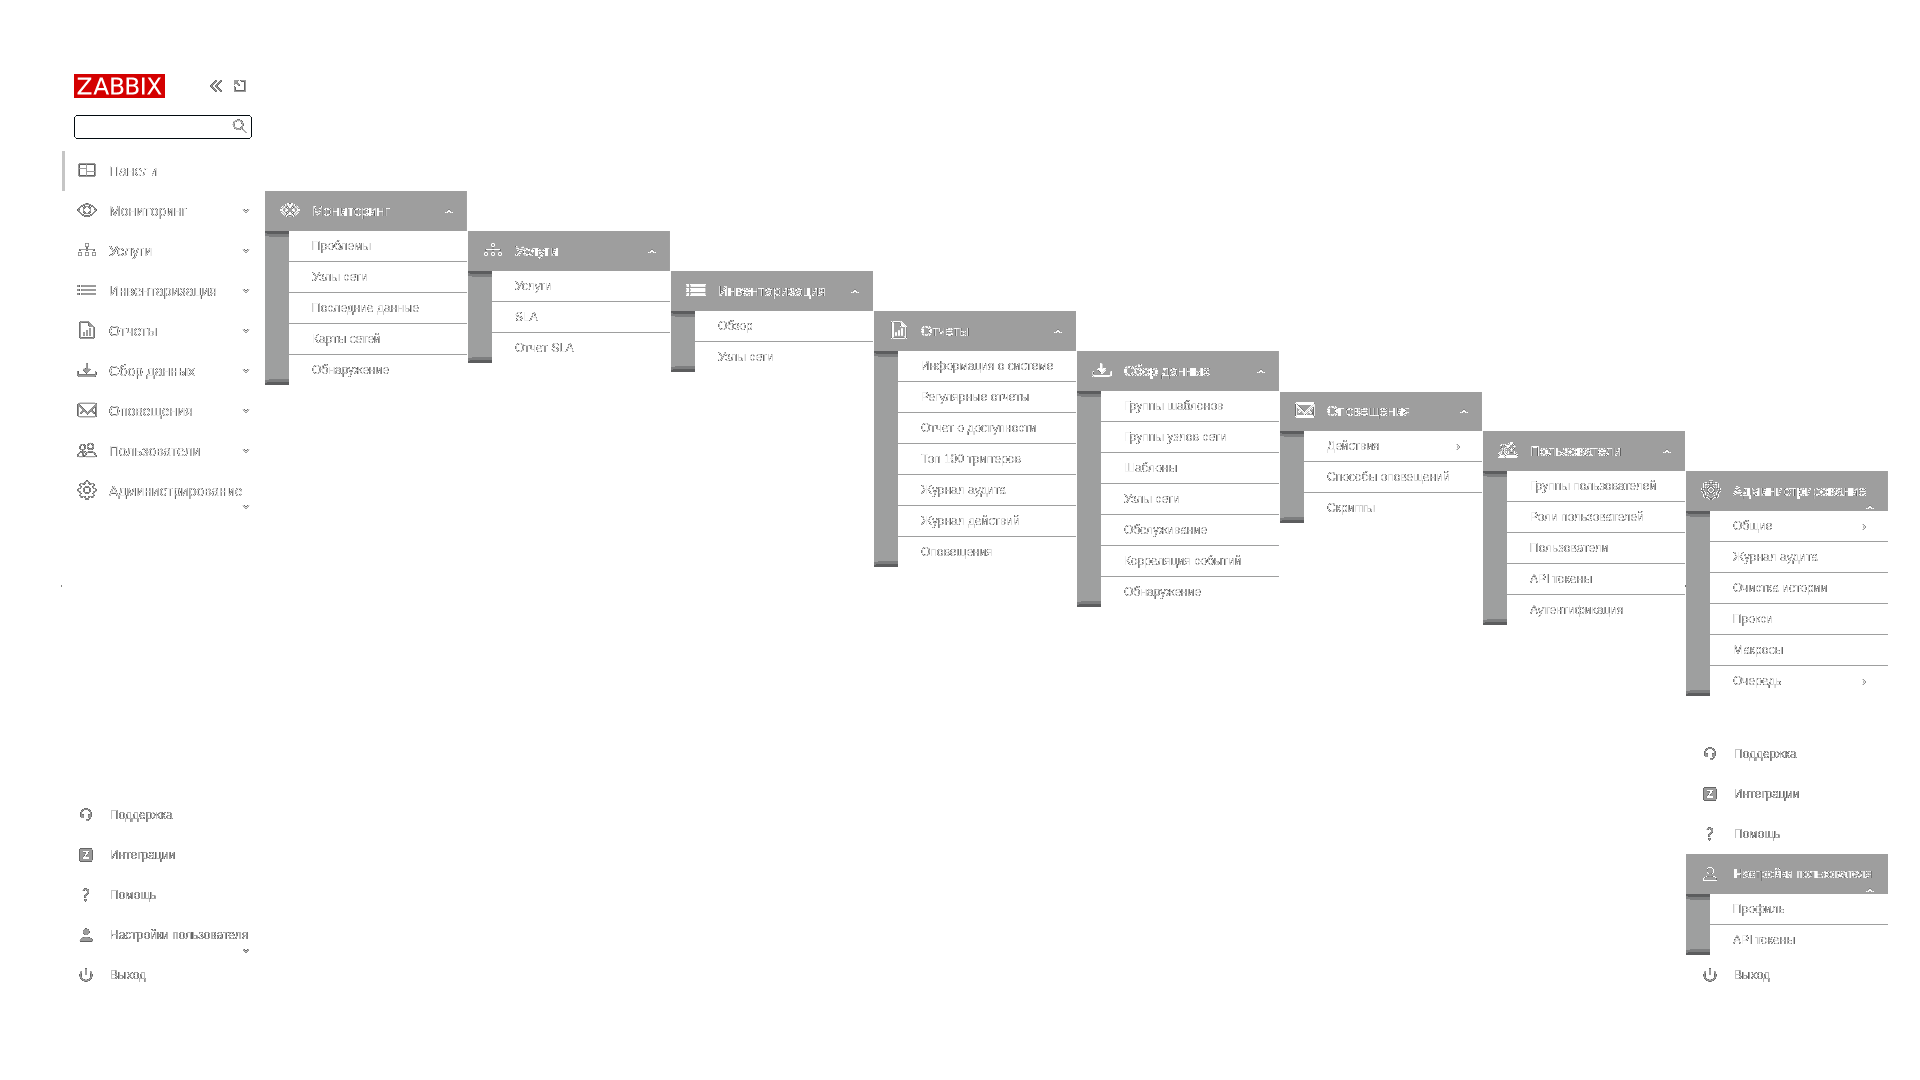 ZABBIX
Панели
Мониторинг
Услуги
Инвентаризация
Отчеты
Сбор данных
Оповещения
Пользователи
Администрирование
Поддержка
Интеграции
? Помощь
Настройки пользователя
Выход
Мониторинг
Проблемы
Узлы сети
Последние данные
Карты сетей
Обнаружение
Услуги
Услуги
SLA
Отчет SLA
Инвентаризация
Обзор
Узлы сети
Отчеты
Информация о системе
Регулярные отчеты
Отчет о доступности
Топ 100 триггеров
Журнал аудита
Журнал действий
Оповещения
Сбор данных
Группы шаблонов
Группы узлов сети
Шаблоны
Узлы сети
Обслуживание
Корреляция событий
Обнаружение
Оповещения
Действия
Способы оповещений
Скрипты
Пользователи
Группы пользователей
Роли пользователей
Пользователи
API токены
Аутентификация
Администрирование
Общие
Журнал аудита
Очистка истории
Прокси
Макросы
Очередь
Поддержка
Z Интеграции
? Помощь
Настройки пользователя
Профиль
API токены
Выход